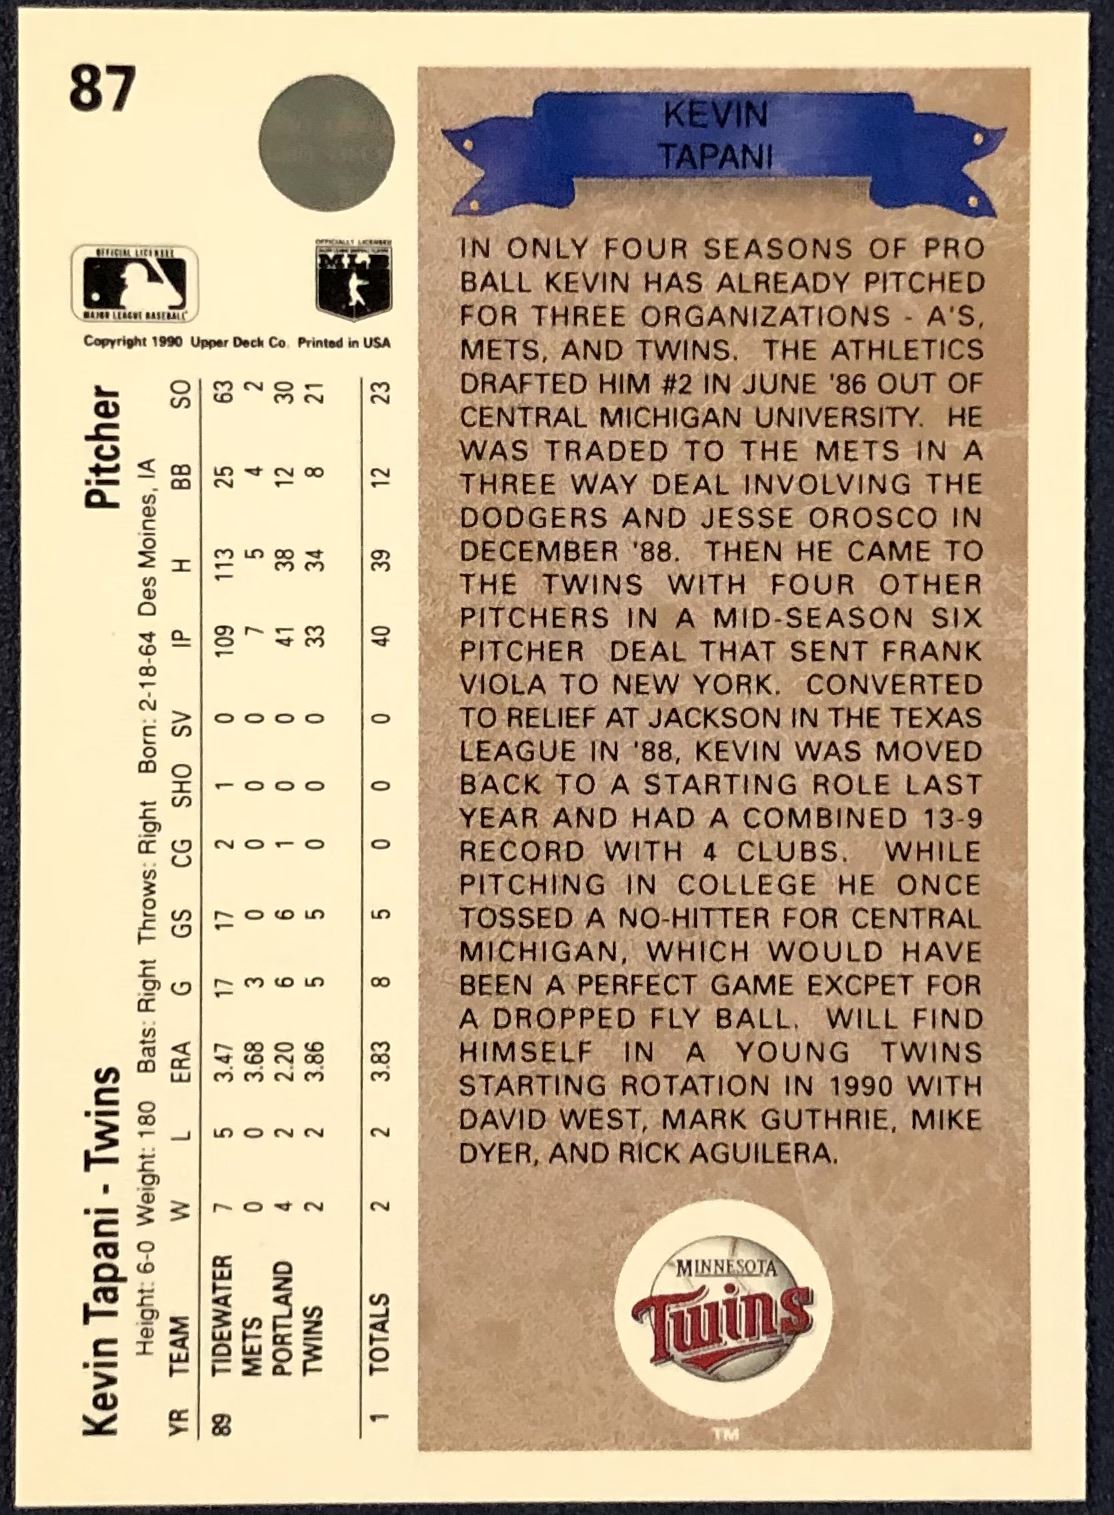 87
OFFICIAL LICENSEE
MAJOR LEAGUE BASEBALL
OFFICIALLY LICENSED
Copyright 1990 Upper Deck Co. Printed in USA
Kevin Tapani - Twins Pitcher
Height: 6-0 Weight: 180 Bats: Right Throws: Right Born: 2-18-64 Des Moines, IA
YR TEAM W L ERA G GS CG SHO SV IP H BB SO
89 TIDEWATER 7 5 3.47 17 17 2 1 0 109 113 25 63
METS 0 0 3.68 3 0 0 0 0 7 5 4 2
PORTLAND 4 2 2.20 6 6 1 0 0 41 38 12 30
TWINS 2 2 3.86 5 5 0 0 0 33 34 8 21
1 TOTALS 2 2 3.83 8 5 0 0 0 40 39 12 23
KEVIN
TAPANI
IN ONLY FOUR SEASONS OF PRO
BALL KEVIN HAS ALREADY PITCHED
FOR THREE ORGANIZATIONS - A'S,
METS, AND TWINS. THE ATHLETICS
DRAFTED HIM #2 IN JUNE '86 OUT OF
CENTRAL MICHIGAN UNIVERSITY. HE
WAS TRADED TO THE METS IN A
THREE WAY DEAL INVOLVING THE
DODGERS AND JESSE OROSCO IN
DECEMBER '88. THEN HE CAME TO
THE TWINS WITH FOUR OTHER
PITCHERS IN A MID-SEASON SIX
PITCHER DEAL THAT SENT FRANK
VIOLA TO NEW YORK. CONVERTED
TO RELIEF AT JACKSON IN THE TEXAS
LEAGUE IN '88, KEVIN WAS MOVED
BACK TO A STARTING ROLE LAST
YEAR AND HAD A COMBINED 13-9
RECORD WITH 4 CLUBS. WHILE
PITCHING IN COLLEGE HE ONCE
TOSSED A NO-HITTER FOR CENTRAL
MICHIGAN, WHICH WOULD HAVE
BEEN A PERFECT GAME EXCPET FOR
A DROPPED FLY BALL. WILL FIND
HIMSELF IN A YOUNG TWINS
STARTING ROTATION IN 1990 WITH
DAVID WEST, MARK GUTHRIE, MIKE
DYER, AND RICK AGUILERA.
MINNESOTA
Twins
TM